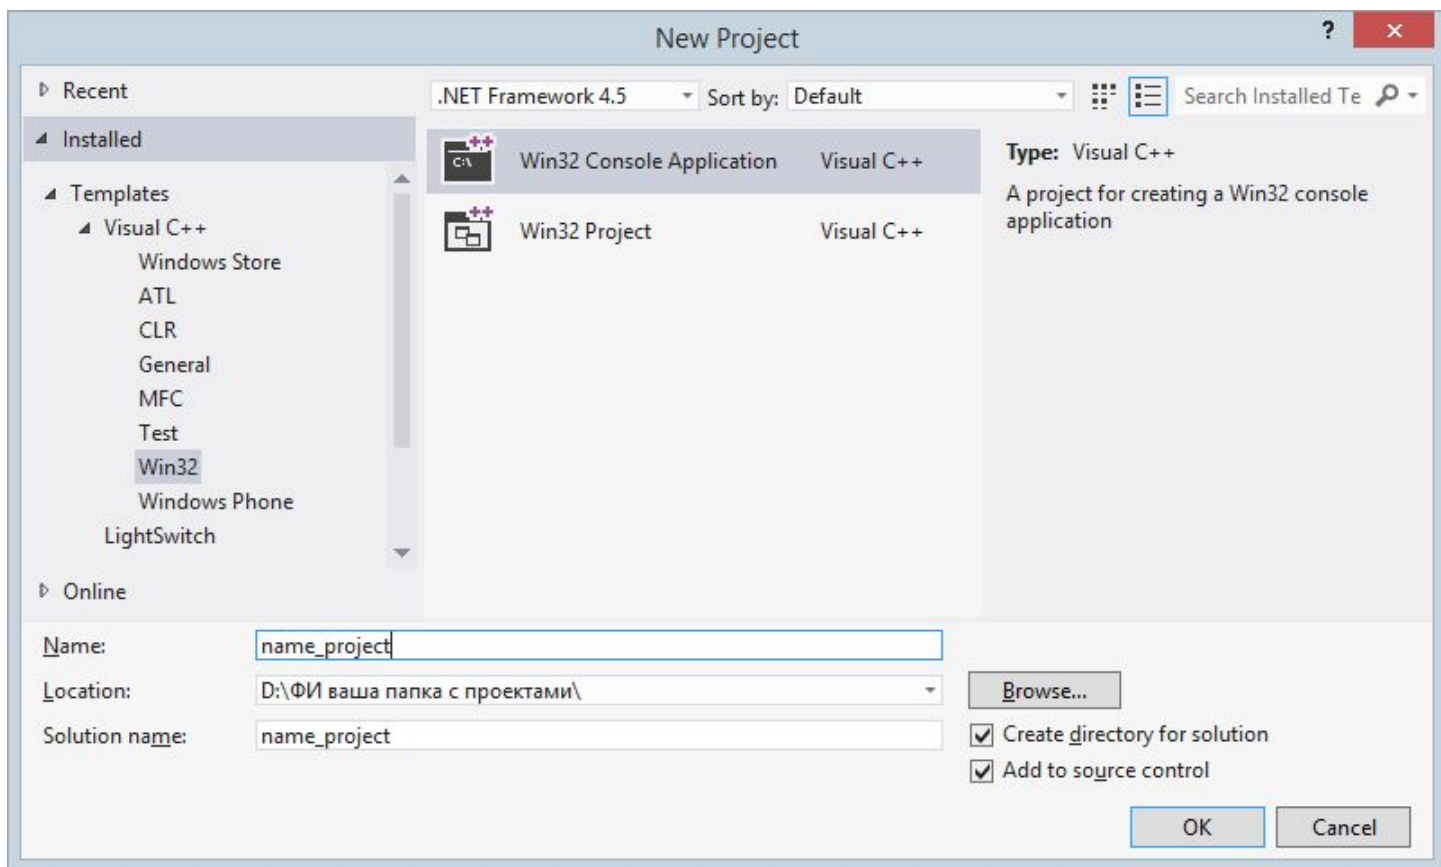 New Project
?
Recent
.NET Framework 4.5
Sort by: Default
Search Installed Te
Installed
Templates
Visual C++
Windows Store
ATL
CLR
General
MFC
Test
Win32
Windows Phone
LightSwitch
Online
C:\
Win32 Console Application Visual C++
Win32 Project Visual C++
Type: Visual C++
A project for creating a Win32 console
application
Name: name_project
Location: D:\ФИ ваша папка с проектами\
Browse...
Solution name: name_project
Create directory for solution
Add to source control
OK
Cancel